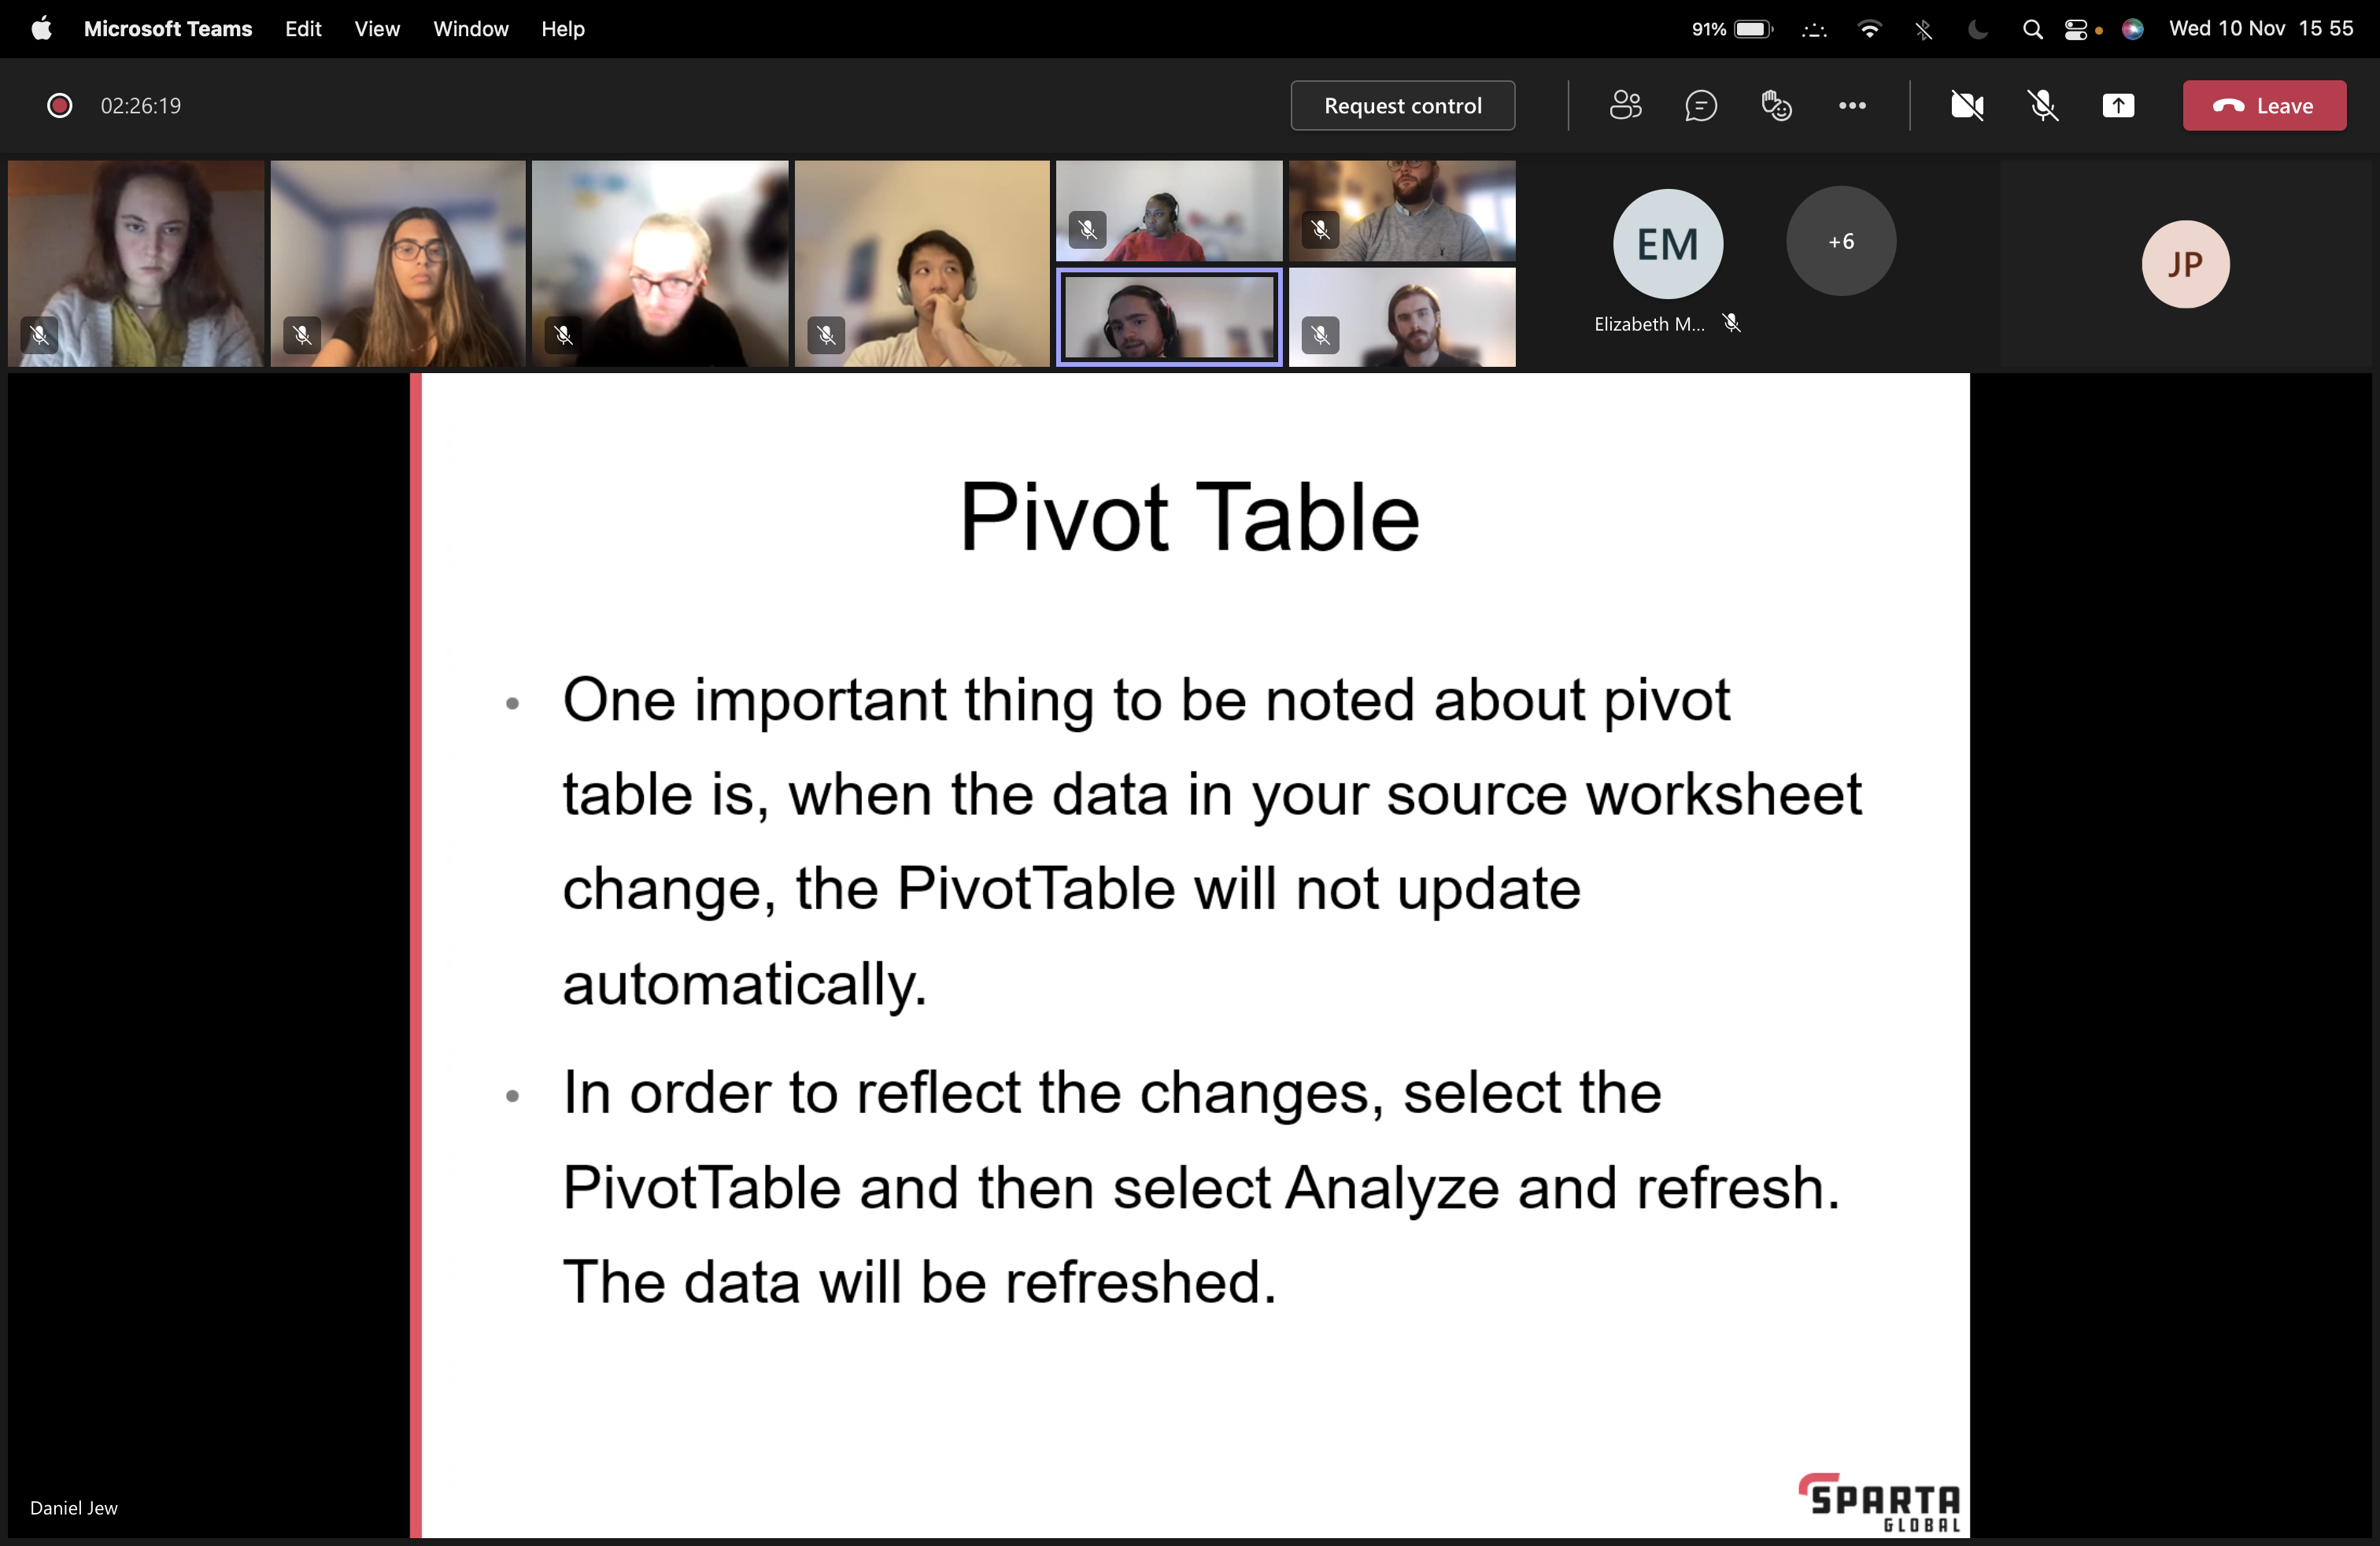 Microsoft Teams Edit View Window Help 91% Wed 10 Nov 15 55
02:26:19 Request control Leave
EM +6 JP
Elizabeth M...
Pivot Table
• One important thing to be noted about pivot
table is, when the data in your source worksheet
change, the PivotTable will not update
automatically.
• In order to reflect the changes, select the
PivotTable and then select Analyze and refresh.
The data will be refreshed.
Daniel Jew
SPARTA
GLOBAL